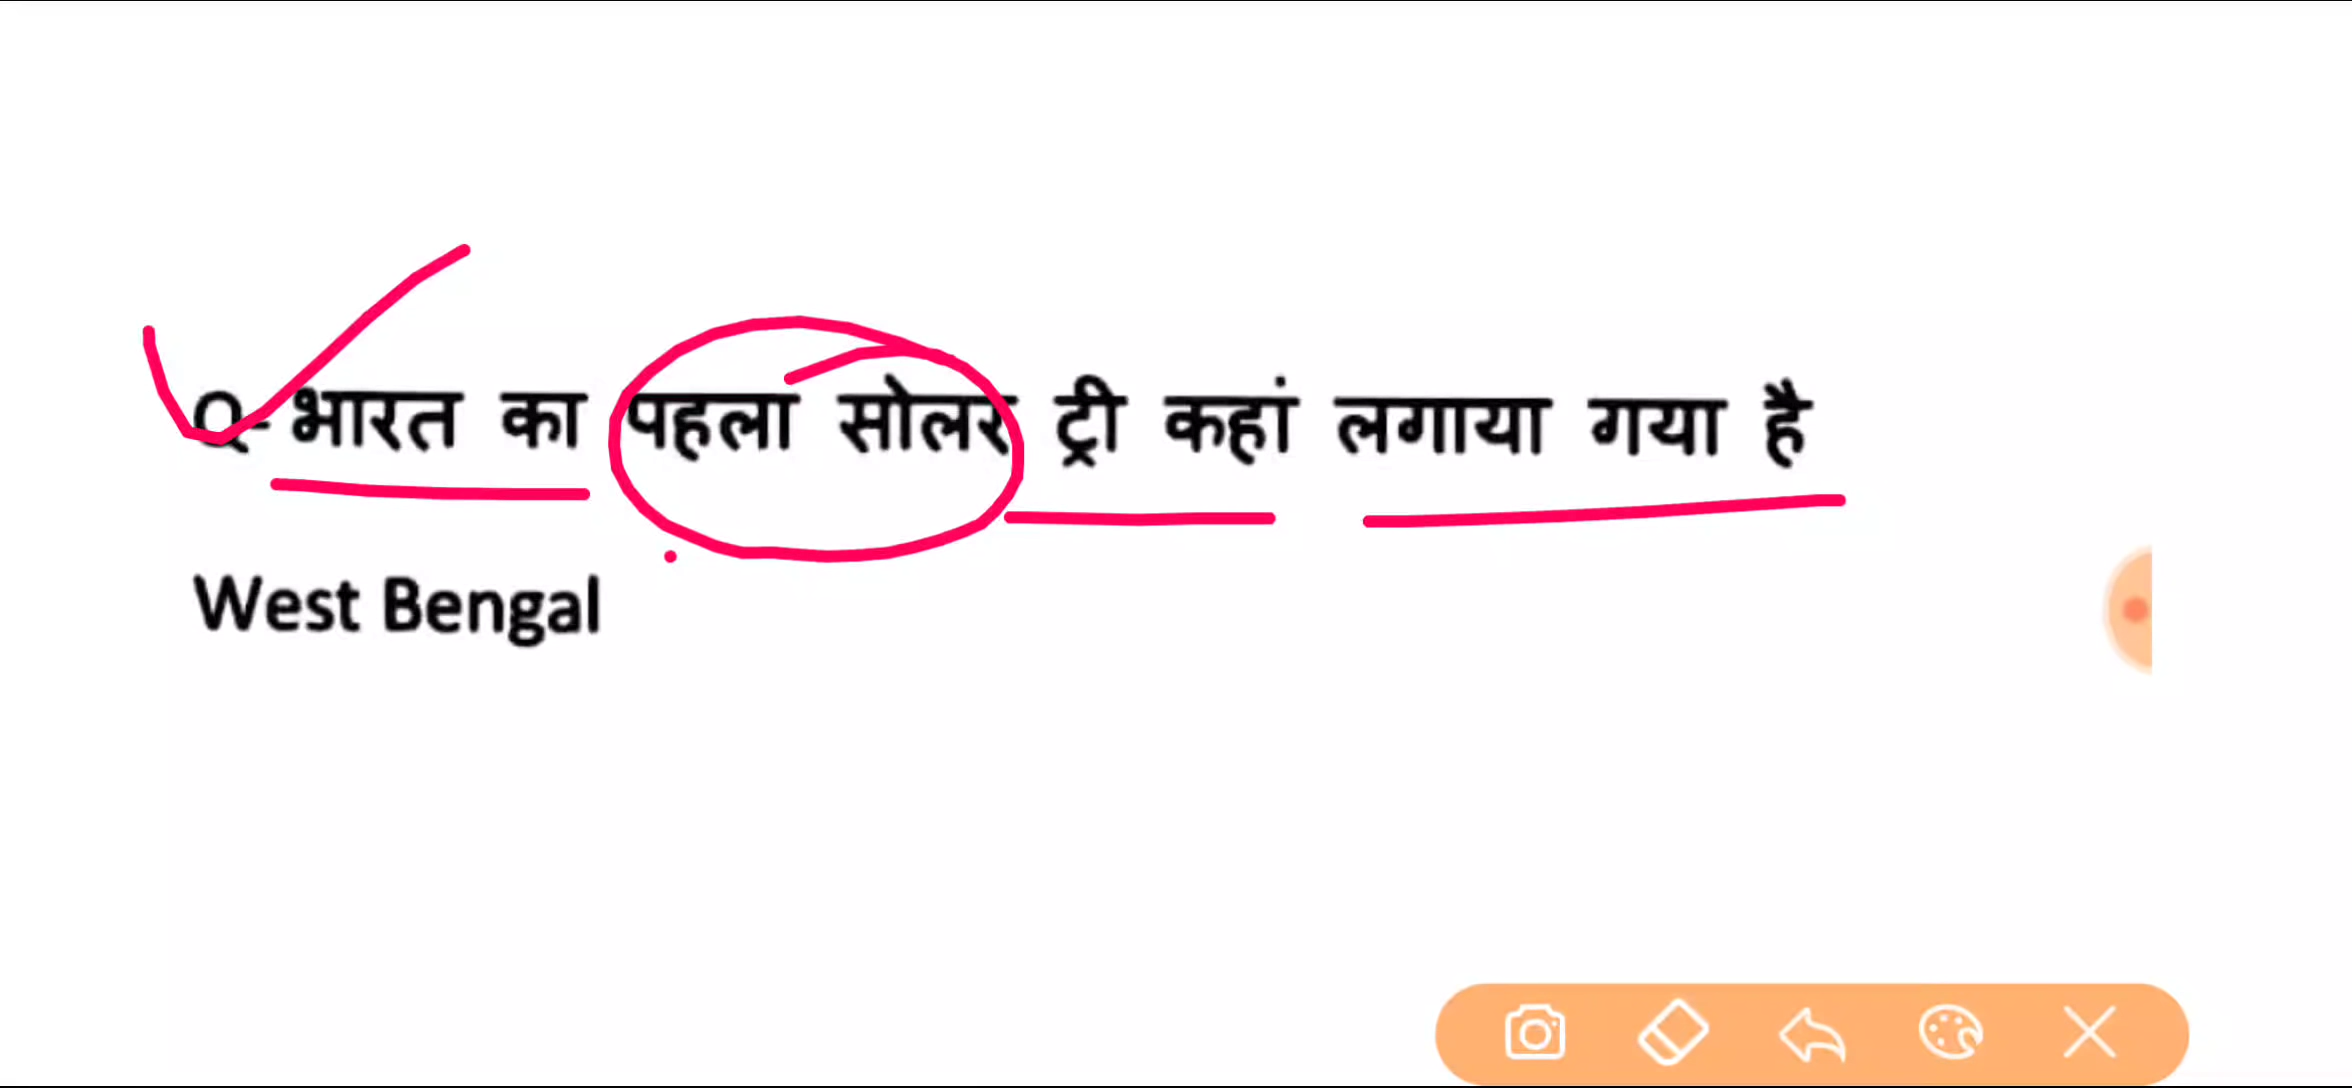 Q- भारत का पहला सोलर ट्री कहां लगाया गया है
West Bengal